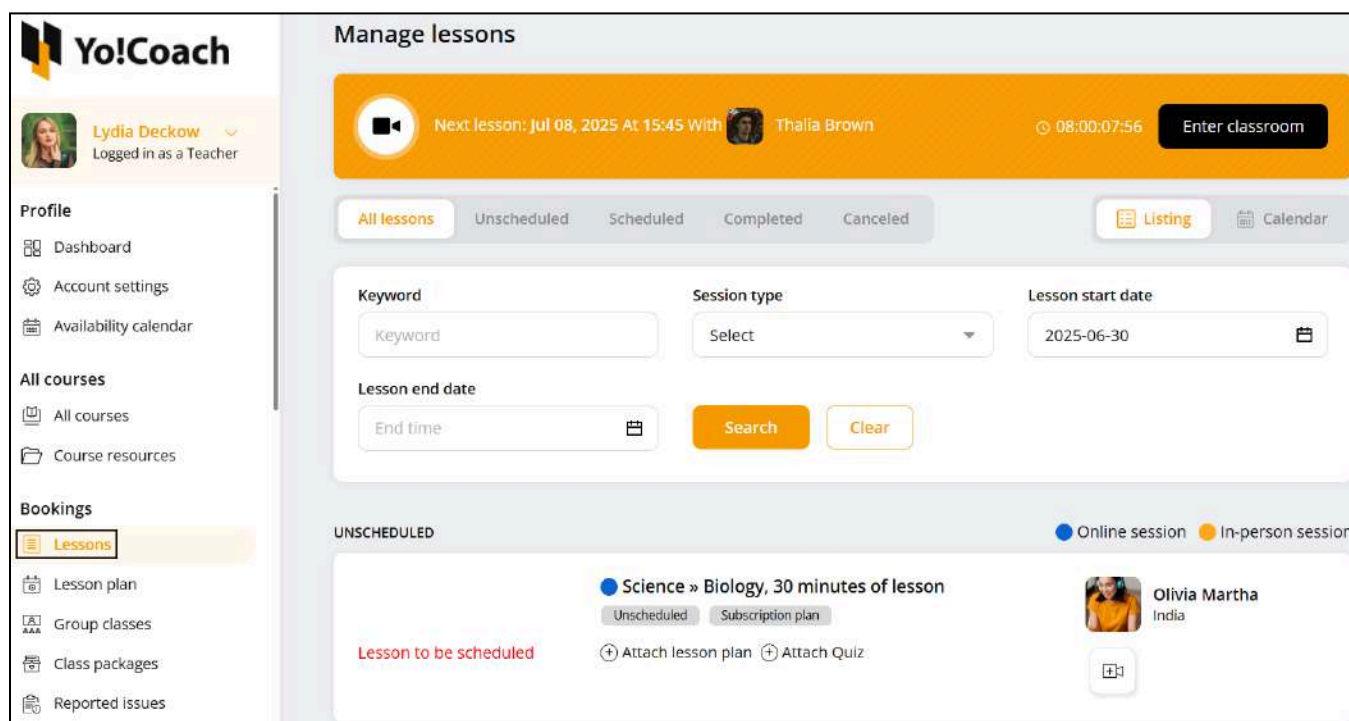 Yo!Coach
Lydia Deckow
Logged in as a Teacher
Profile
Dashboard
Account settings
Availability calendar
All courses
All courses
Course resources
Bookings
Lessons
Lesson plan
Group classes
Class packages
Reported issues
Manage lessons
Next lesson: Jul 08, 2025 At 15:45 With Thalia Brown 08:00:07:56 Enter classroom
All lessons Unscheduled Scheduled Completed Canceled Listing Calendar
Keyword Session type Lesson start date
Keyword Select 2025-06-30
Lesson end date
End time Search Clear
UNSCHEDULED Online session In-person session
Science » Biology, 30 minutes of lesson Olivia Martha
Unscheduled Subscription plan India
Lesson to be scheduled Attach lesson plan Attach Quiz